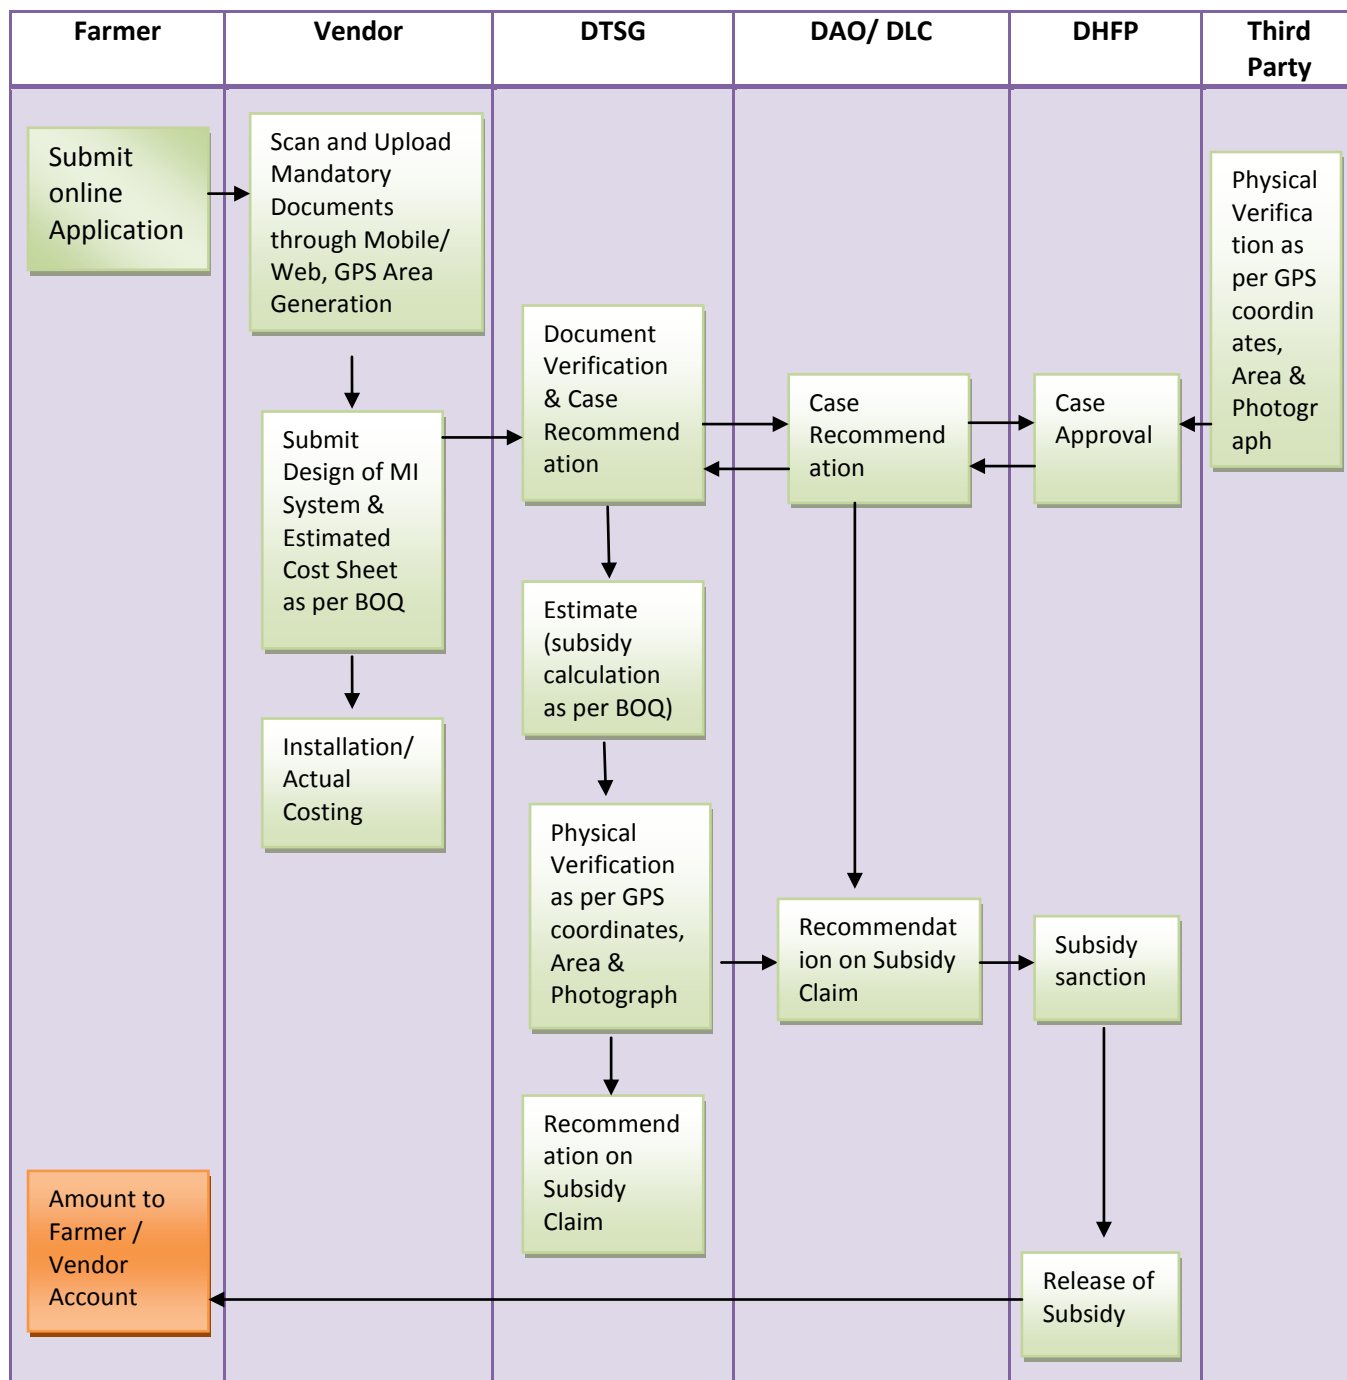 Farmer
Vendor
DTSG
DAO/ DLC
DHFP
Third
Party
Submit
online
Application
Scan and Upload
Mandatory
Documents
through Mobile/
Web, GPS Area
Generation
Submit
Design of MI
System &
Estimated
Cost Sheet
as per BOQ
Installation/
Actual
Costing
Document
Verification
& Case
Recommend
ation
Estimate
(subsidy
calculation
as per BOQ)
Physical
Verification
as per GPS
coordinates,
Area &
Photograph
Recommend
ation on
Subsidy
Claim
Case
Recommend
ation
Recommendat
ion on Subsidy
Claim
Case
Approval
Subsidy
sanction
Release of
Subsidy
Physical
Verifica
tion as
per GPS
coordin
ates,
Area &
Photogr
aph
Amount to
Farmer /
Vendor
Account